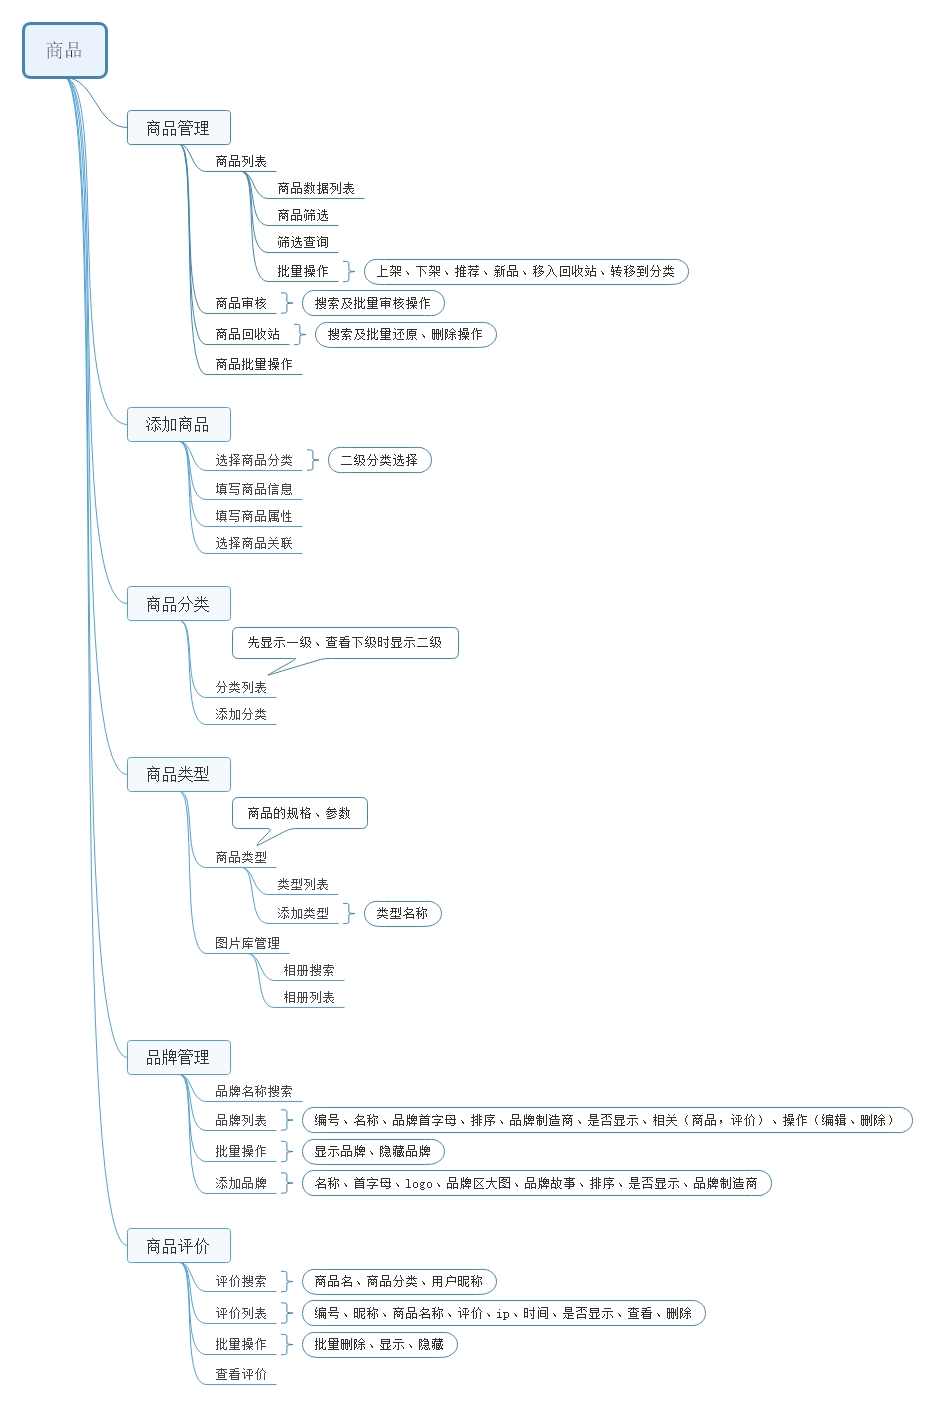 商品
商品管理
商品列表
商品数据列表
商品筛选
筛选查询
批量操作
上架、下架、推荐、新品、移入回收站、转移到分类
商品审核
搜索及批量审核操作
商品回收站
搜索及批量还原、删除操作
商品批量操作
添加商品
选择商品分类
二级分类选择
填写商品信息
填写商品属性
选择商品关联
商品分类
先显示一级、查看下级时显示二级
分类列表
添加分类
商品类型
商品的规格、参数
商品类型
类型列表
添加类型
类型名称
图片库管理
相册搜索
相册列表
品牌管理
品牌名称搜索
品牌列表
编号、名称、品牌首字母、排序、品牌制造商、是否显示、相关（商品，评价）、操作（编辑、删除）
批量操作
显示品牌、隐藏品牌
添加品牌
名称、首字母、logo、品牌区大图、品牌故事、排序、是否显示、品牌制造商
商品评价
评价搜索
商品名、商品分类、用户昵称
评价列表
编号、昵称、商品名称、评价、ip、时间、是否显示、查看、删除
批量操作
批量删除、显示、隐藏
查看评价